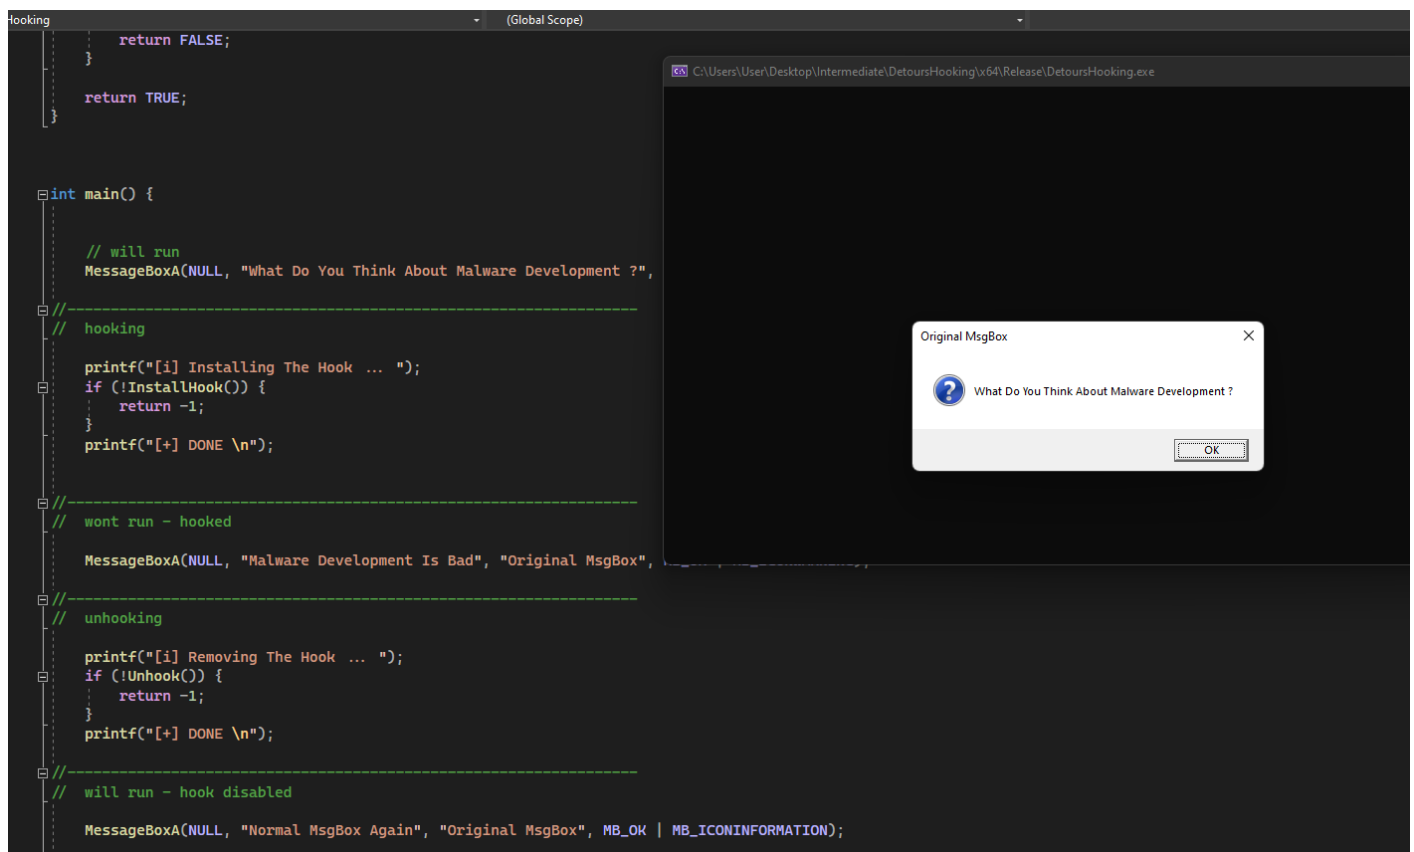 Hooking
(Global Scope)
return FALSE;
}
return TRUE;
}
int main() {
// will run
MessageBoxA(NULL, "What Do You Think About Malware Development ?",
//------------------------------------------------------------------
// hooking
printf("[i] Installing The Hook ... ");
if (!InstallHook()) {
return -1;
}
printf("[+] DONE \n");
//------------------------------------------------------------------
// wont run - hooked
MessageBoxA(NULL, "Malware Development Is Bad", "Original MsgBox",
//------------------------------------------------------------------
// unhooking
printf("[i] Removing The Hook ... ");
if (!Unhook()) {
return -1;
}
printf("[+] DONE \n");
//------------------------------------------------------------------
// will run - hook disabled
MessageBoxA(NULL, "Normal MsgBox Again", "Original MsgBox", MB_OK | MB_ICONINFORMATION);
C:\Users\User\Desktop\Intermediate\DetoursHooking\x64\Release\DetoursHooking.exe
Original MsgBox
What Do You Think About Malware Development ?
OK